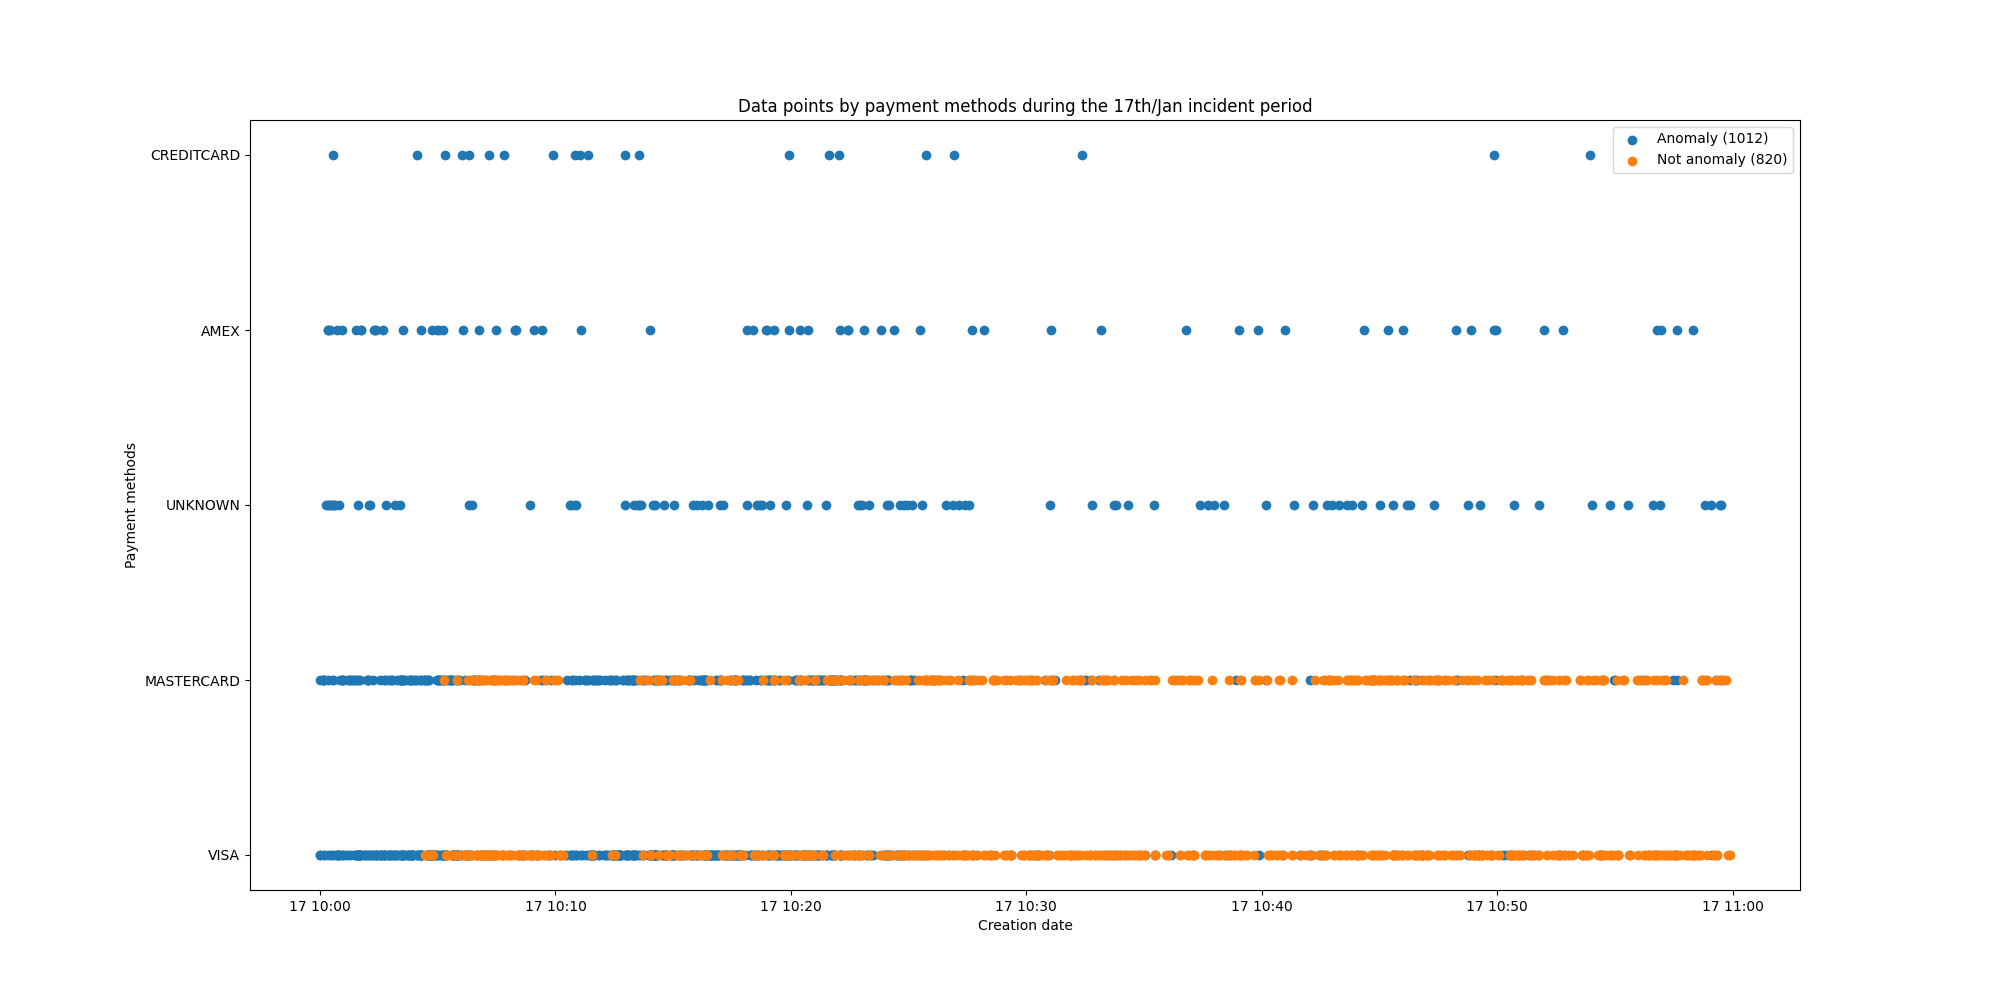 Data points by payment methods during the 17th/Jan incident period
Anomaly (1012)
Not anomaly (820)
CREDITCARD
AMEX
UNKNOWN
MASTERCARD
VISA
Payment methods
17 10:00
17 10:10
17 10:20
17 10:30
17 10:40
17 10:50
17 11:00
Creation date